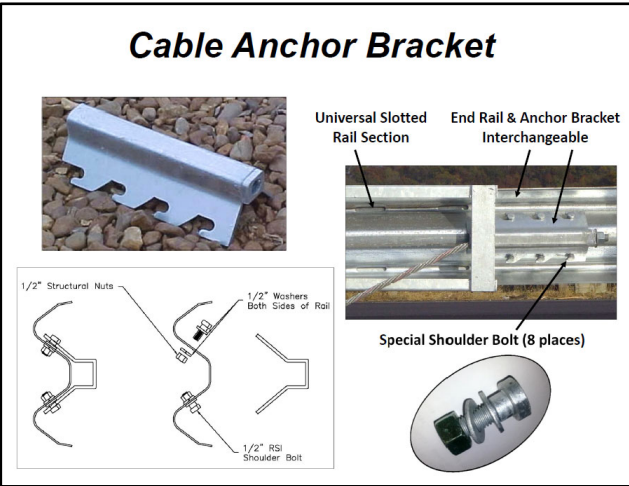 Cable Anchor Bracket
Universal Slotted
Rail Section
End Rail & Anchor Bracket
Interchangeable
1/2" Structural Nuts
1/2" Washers
Both Sides of Rail
1/2" RSI
Shoulder Bolt
Special Shoulder Bolt (8 places)